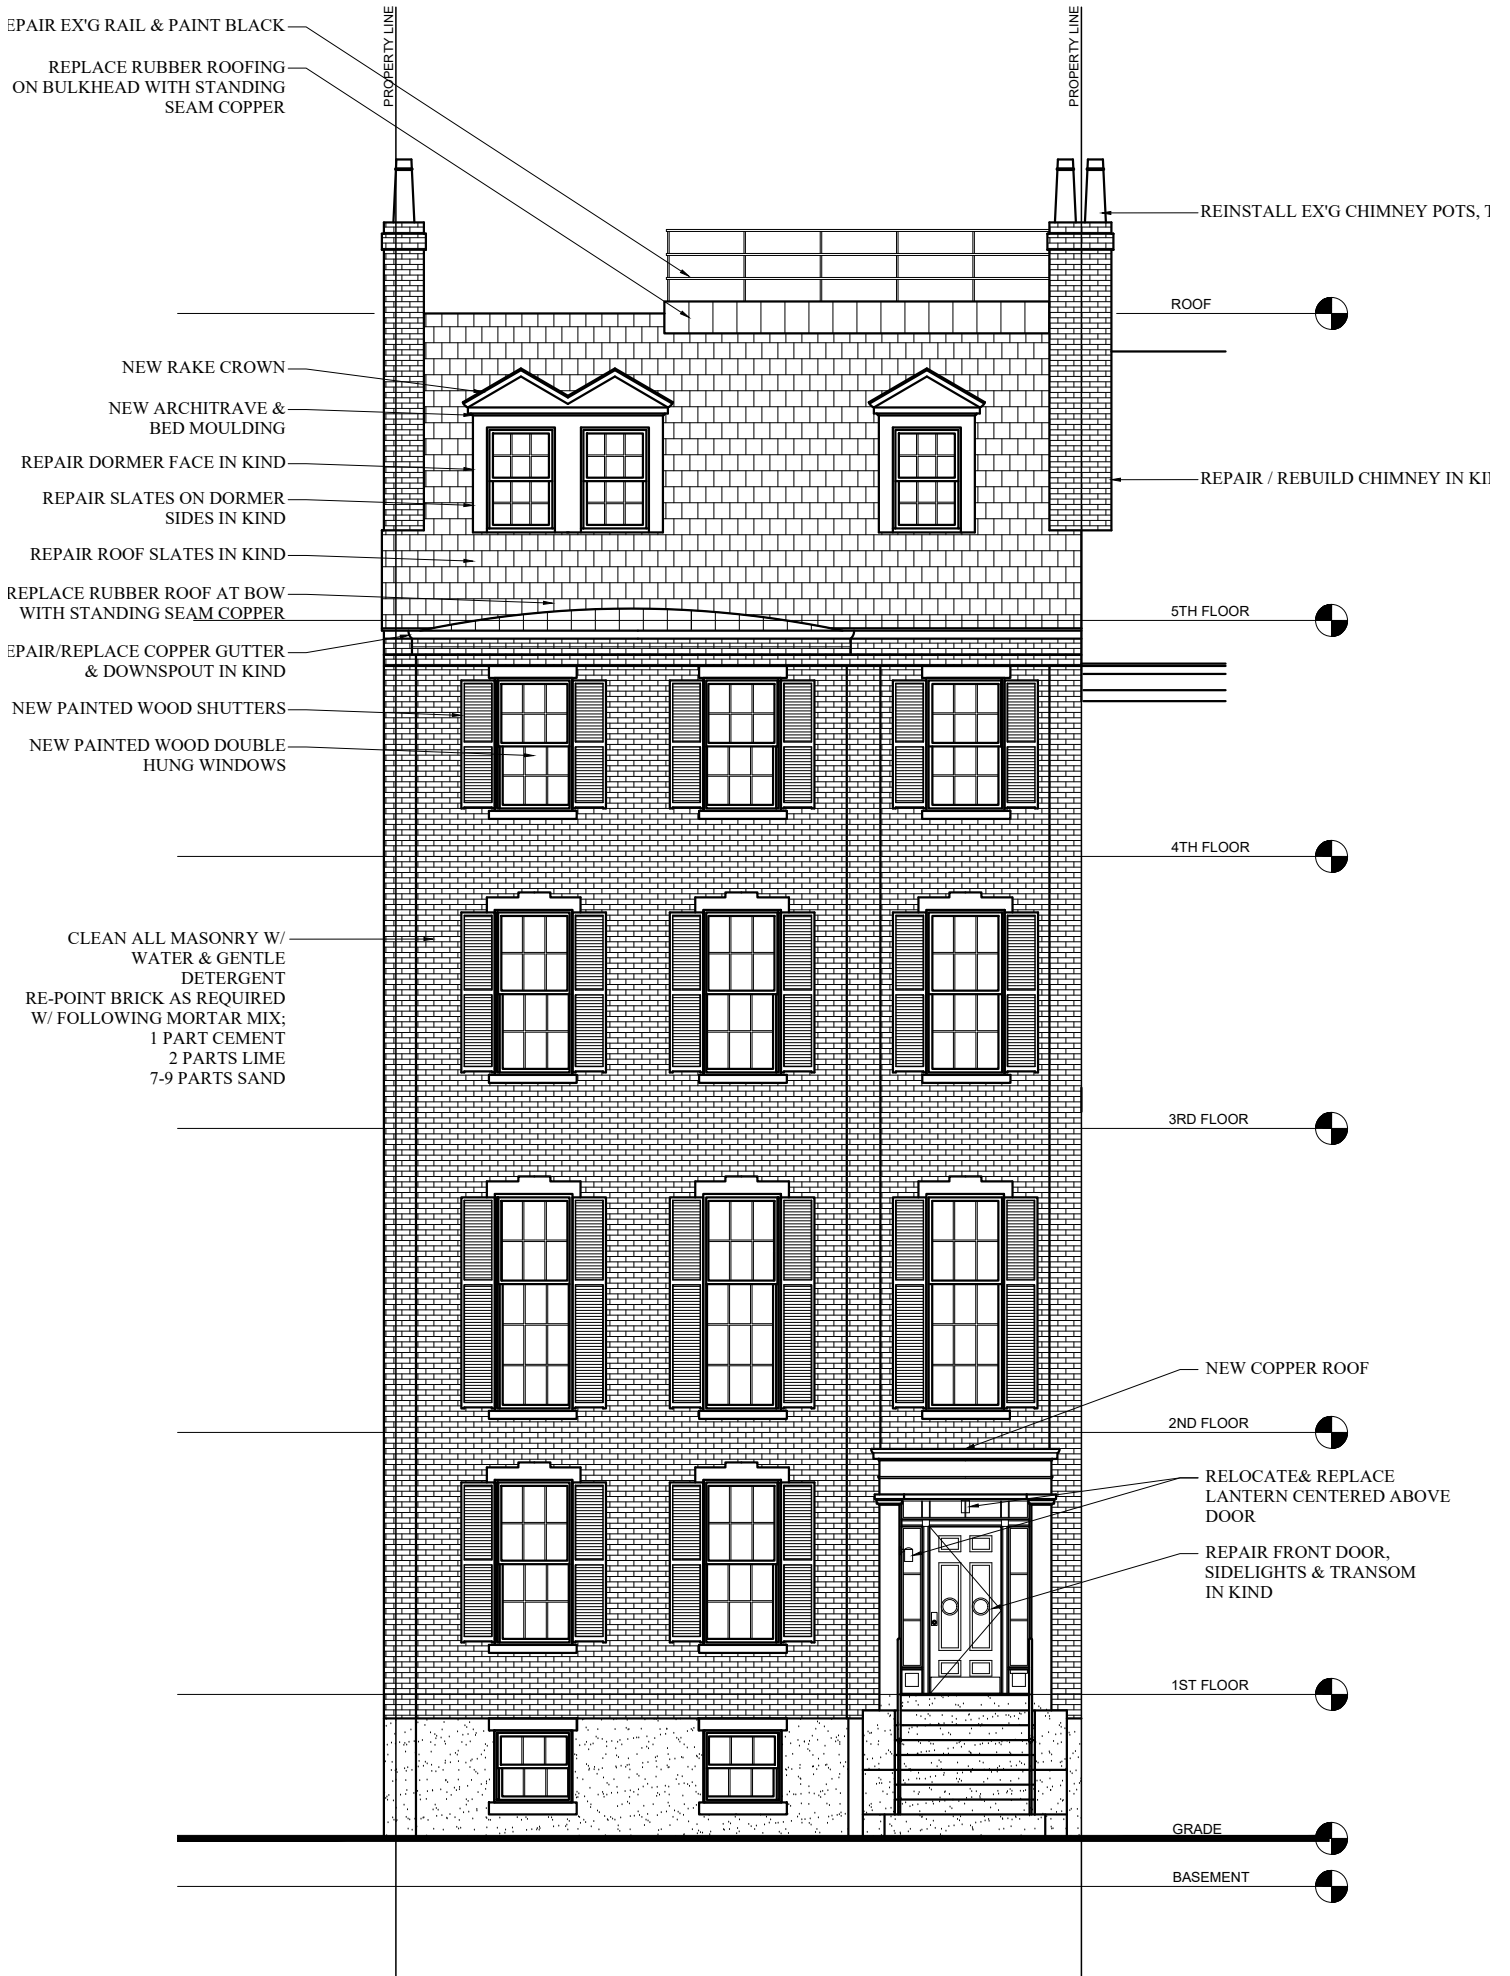 EPAIR EX'G RAIL & PAINT BLACK
REPLACE RUBBER ROOFING
ON BULKHEAD WITH STANDING
SEAM COPPER
PROPERTY LINE
PROPERTY LINE
REINSTALL EX'G CHIMNEY POTS, T
ROOF
NEW RAKE CROWN
NEW ARCHITRAVE &
BED MOULDING
REPAIR DORMER FACE IN KIND
REPAIR / REBUILD CHIMNEY IN KI
REPAIR SLATES ON DORMER
SIDES IN KIND
REPAIR ROOF SLATES IN KIND
REPLACE RUBBER ROOF AT BOW
WITH STANDING SEAM COPPER
5TH FLOOR
EPAIR/REPLACE COPPER GUTTER
& DOWNSPOUT IN KIND
NEW PAINTED WOOD SHUTTERS
NEW PAINTED WOOD DOUBLE
HUNG WINDOWS
4TH FLOOR
CLEAN ALL MASONRY W/
WATER & GENTLE
DETERGENT
RE-POINT BRICK AS REQUIRED
W/ FOLLOWING MORTAR MIX;
1 PART CEMENT
2 PARTS LIME
7-9 PARTS SAND
3RD FLOOR
NEW COPPER ROOF
2ND FLOOR
RELOCATE& REPLACE
LANTERN CENTERED ABOVE
DOOR
REPAIR FRONT DOOR,
SIDELIGHTS & TRANSOM
IN KIND
1ST FLOOR
GRADE
BASEMENT